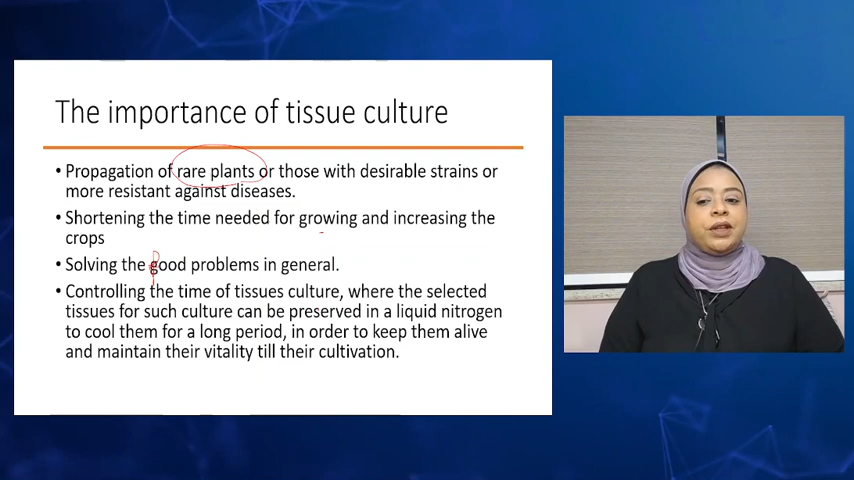 The importance of tissue culture
• Propagation of rare plants or those with desirable strains or
more resistant against diseases.
• Shortening the time needed for growing and increasing the
crops
• Solving the good problems in general.
• Controlling the time of tissues culture, where the selected
tissues for such culture can be preserved in a liquid nitrogen
to cool them for a long period, in order to keep them alive
and maintain their vitality till their cultivation.